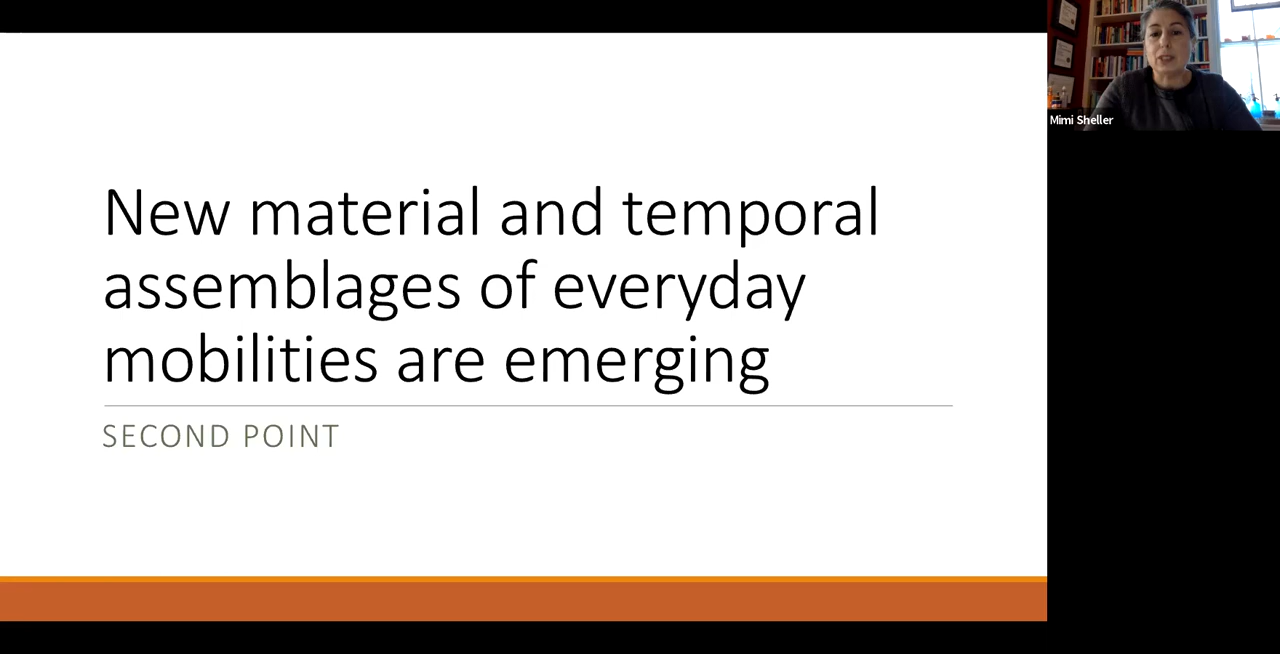 New material and temporal
assemblages of everyday
mobilities are emerging
SECOND POINT
Mimi Sheller